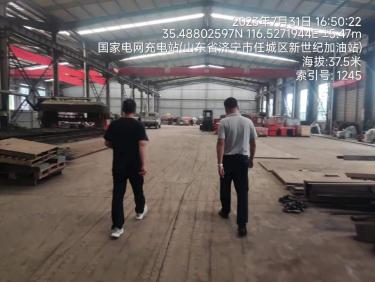 2023年7月31日 16:50:22
35.48802597N 116.5271944E ±5.47m
国家电网充电站(山东省济宁市任城区新世纪加油站)
海拔:37.5米
索引号: 1245